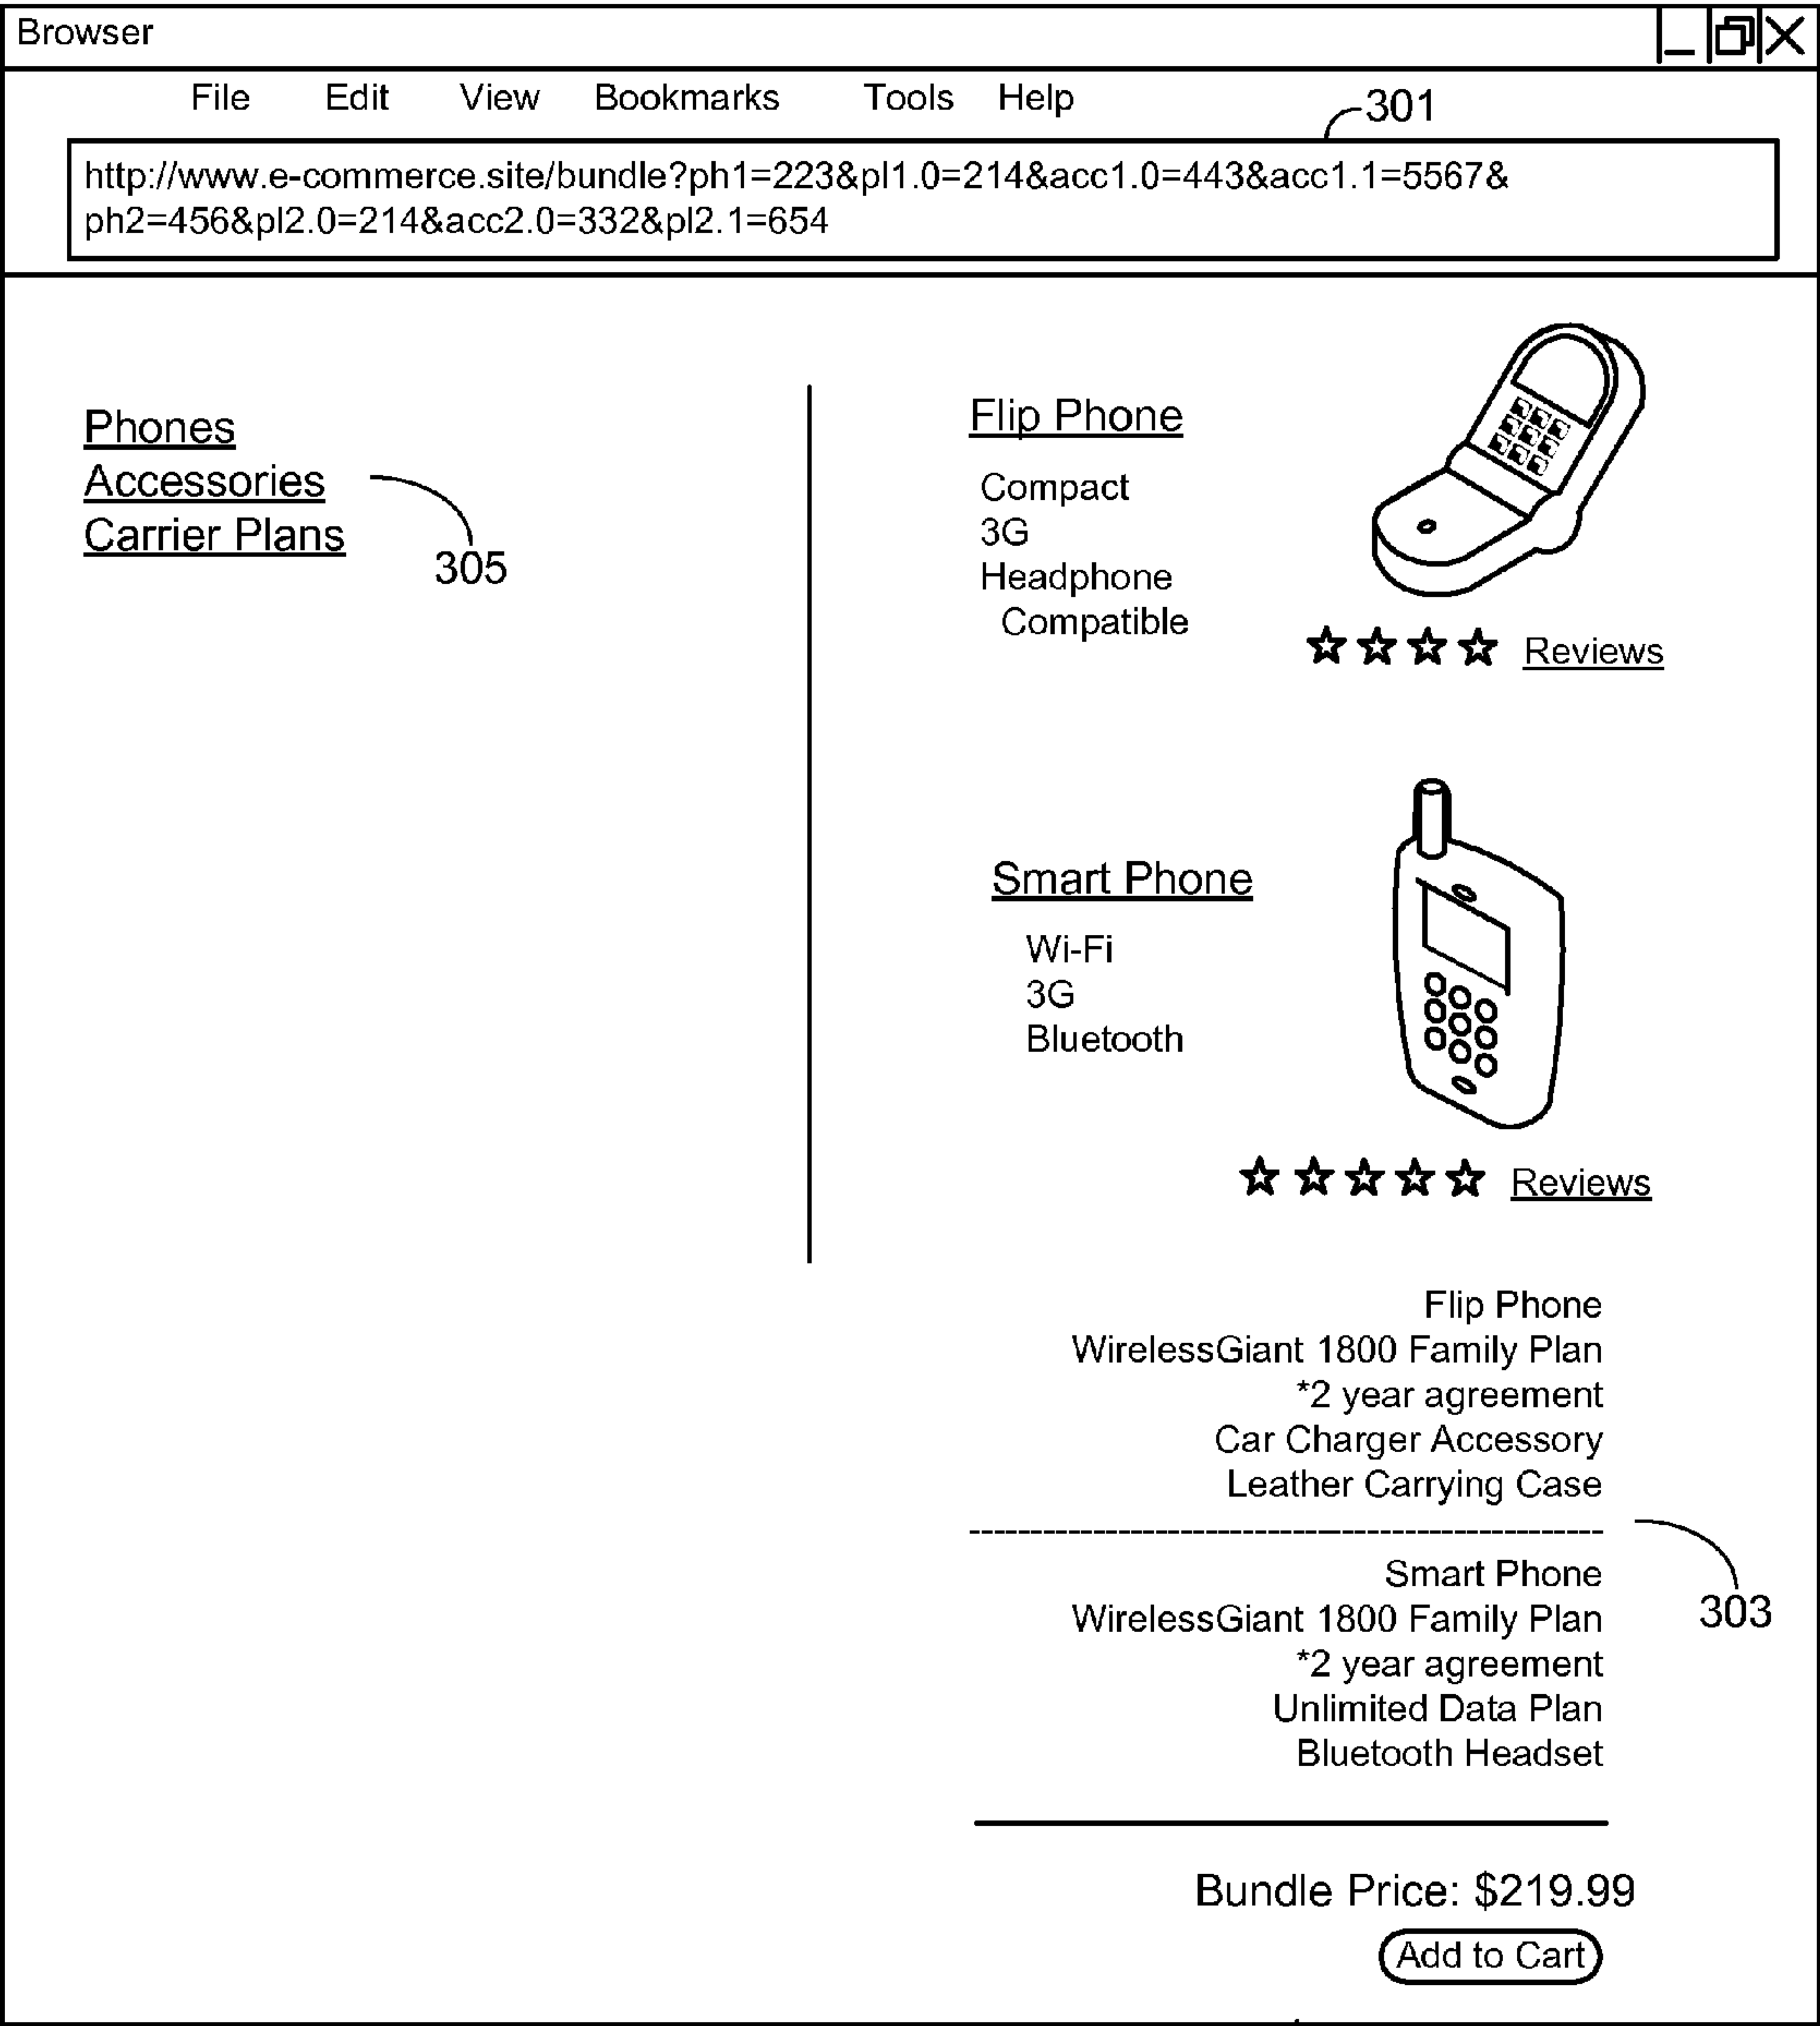 Browser
File Edit View Bookmarks Tools Help
301
http://www.e-commerce.site/bundle?ph1=223&pl1.0=214&acc1.0=443&acc1.1=5567&
ph2=456&pl2.0=214&acc2.0=332&pl2.1=654
Phones
Accessories
Carrier Plans
305
Flip Phone
Compact
3G
Headphone
Compatible
Reviews
Smart Phone
Wi-Fi
3G
Bluetooth
Reviews
Flip Phone
WirelessGiant 1800 Family Plan
*2 year agreement
Car Charger Accessory
Leather Carrying Case
--------------------------------------------------
Smart Phone
WirelessGiant 1800 Family Plan
*2 year agreement
Unlimited Data Plan
Bluetooth Headset
303
Bundle Price: $219.99
Add to Cart